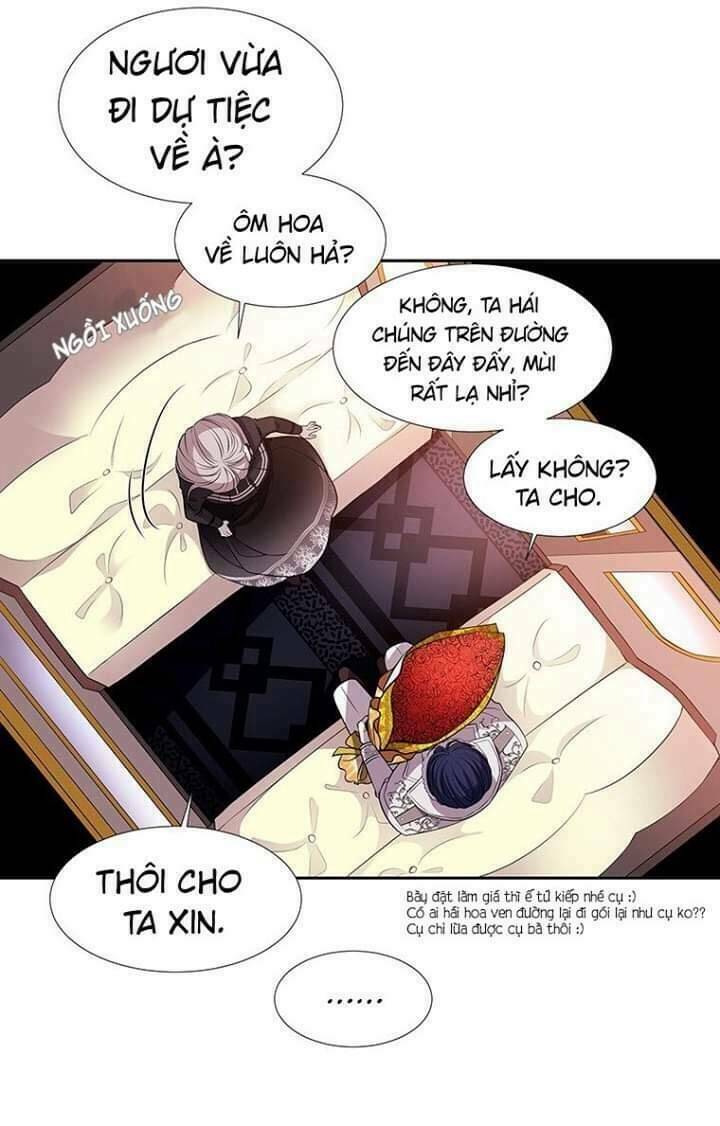 NGƯƠI VỪA
ĐI DỰ TIỆC
VỀ À?
ÔM HOA
VỀ LUÔN HẢ?
NGỒI XUỐNG
KHÔNG, TA HÁI
CHÚNG TRÊN ĐƯỜNG
ĐẾN ĐÂY ĐẤY, MÙI
RẤT LẠ NHỈ?
LẤY KHÔNG?
TA CHO.
THÔI CHO
TA XIN.
Bày đặt làm giá thì ế tử kiếp nhé cụ :)
Có ai hái hoa ven đường lại đi gói lại như cụ ko??
Cụ chỉ lừa được cụ bà thôi :)
......